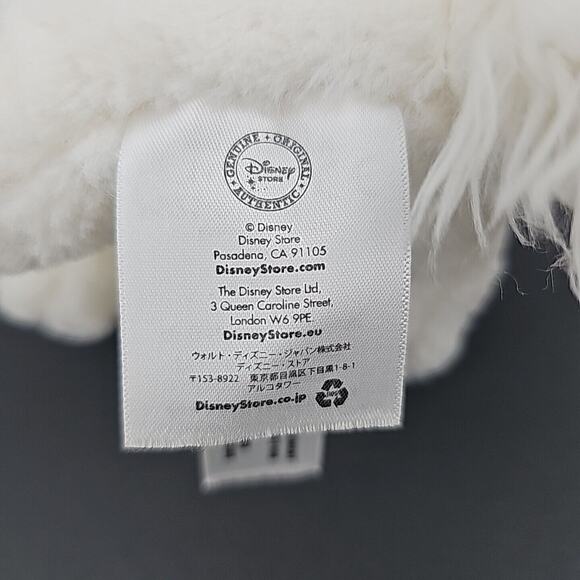 GENUINE • ORIGINAL • AUTHENTIC •
Disney
STORE
© Disney
Disney Store
Pasadena, CA 91105
DisneyStore.com
The Disney Store Ltd,
3 Queen Caroline Street,
London W6 9PE.
DisneyStore.eu
ウォルト・ディズニー・ジャパン株式会社
ディズニー・ストア
〒153-8922 東京都目黒区下目黒1-8-1
アルコタワー
DisneyStore.co.jp